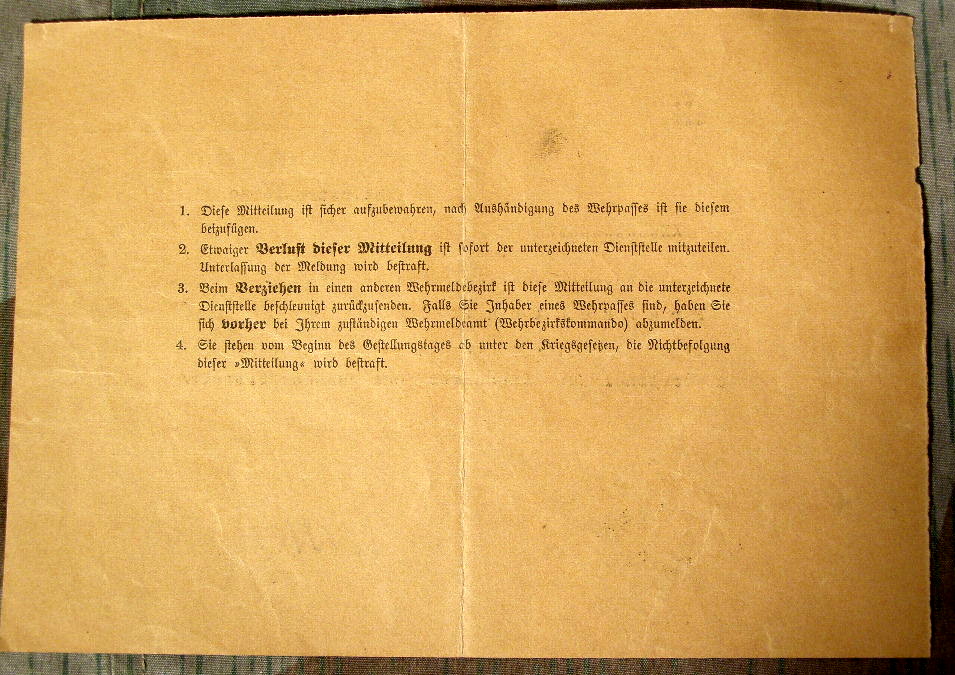 1. Diese Mitteilung ist sicher aufzubewahren, nach Aushändigung des Wehrpasses ist sie diesem
beizufügen.
2. Etwaiger Verlust dieser Mitteilung ist sofort der unterzeichneten Dienststelle mitzuteilen.
Unterlassung der Meldung wird bestraft.
3. Beim Verziehen in einen anderen Wehrmeldebezirk ist diese Mitteilung an die unterzeichnete
Dienststelle beschleunigt zurückzusenden. Falls Sie Inhaber eines Wehrpasses sind, haben Sie
sich vorher bei Ihrem zuständigen Wehrmeldeamt (Wehrbezirkskommando) abzumelden.
4. Sie stehen vom Beginn des Gestellungstages ab unter den Kriegsgesetzen, die Nichtbefolgung
dieser »Mitteilung« wird bestraft.